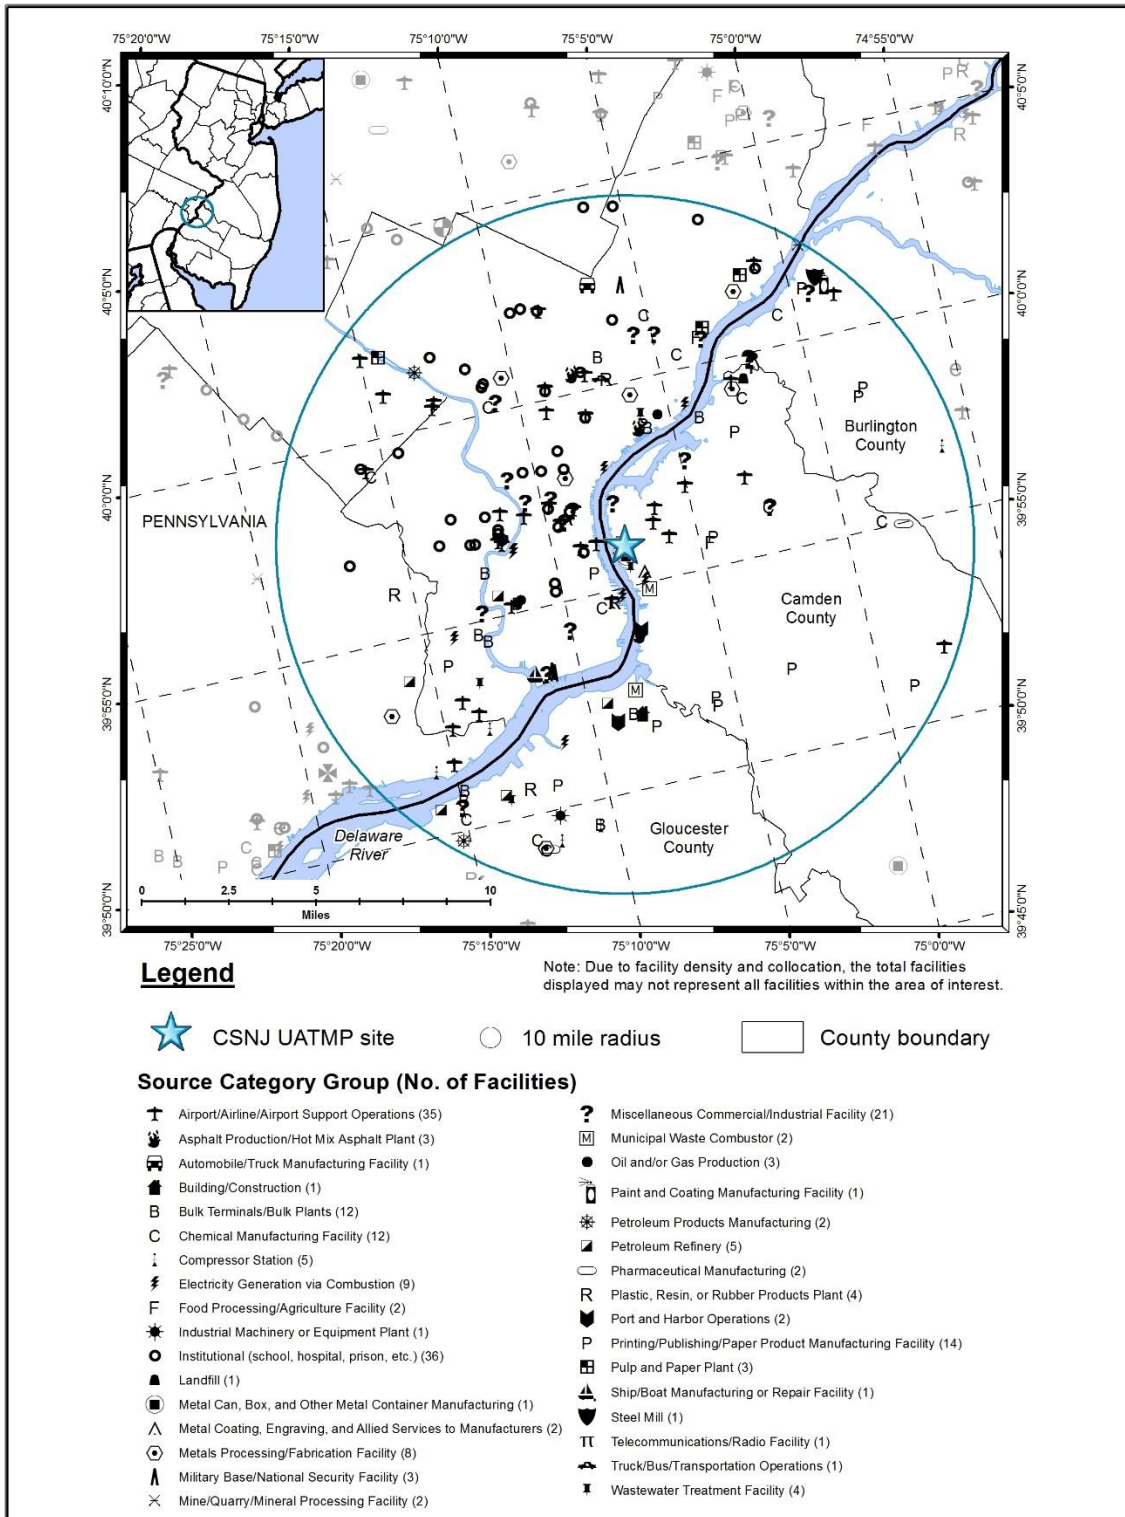 75°20'0"W 75°15'0"W 75°10'0"W 75°5'0"W 75°0'0"W 74°55'0"W
40°10'0"N
40°5'0"N
40°5'0"N
40°0'0"N
Burlington
County
40°0'0"N
39°55'0"N
PENNSYLVANIA
Camden
County
39°55'0"N
39°50'0"N
Gloucester
County
Delaware
River
0 2.5 5 10
Miles
39°50'0"N
39°45'0"N
75°25'0"W 75°20'0"W 75°15'0"W 75°10'0"W 75°5'0"W 75°0'0"W
Legend
Note: Due to facility density and collocation, the total facilities
displayed may not represent all facilities within the area of interest.
CSNJ UATMP site 10 mile radius County boundary
Source Category Group (No. of Facilities)
Airport/Airline/Airport Support Operations (35)
Asphalt Production/Hot Mix Asphalt Plant (3)
Automobile/Truck Manufacturing Facility (1)
Building/Construction (1)
B Bulk Terminals/Bulk Plants (12)
C Chemical Manufacturing Facility (12)
Compressor Station (5)
Electricity Generation via Combustion (9)
F Food Processing/Agriculture Facility (2)
Industrial Machinery or Equipment Plant (1)
Institutional (school, hospital, prison, etc.) (36)
Landfill (1)
Metal Can, Box, and Other Metal Container Manufacturing (1)
Metal Coating, Engraving, and Allied Services to Manufacturers (2)
Metals Processing/Fabrication Facility (8)
Military Base/National Security Facility (3)
Mine/Quarry/Mineral Processing Facility (2)
? Miscellaneous Commercial/Industrial Facility (21)
M Municipal Waste Combustor (2)
Oil and/or Gas Production (3)
Paint and Coating Manufacturing Facility (1)
Petroleum Products Manufacturing (2)
Petroleum Refinery (5)
Pharmaceutical Manufacturing (2)
R Plastic, Resin, or Rubber Products Plant (4)
Port and Harbor Operations (2)
P Printing/Publishing/Paper Product Manufacturing Facility (14)
Pulp and Paper Plant (3)
Ship/Boat Manufacturing or Repair Facility (1)
Steel Mill (1)
Telecommunications/Radio Facility (1)
Truck/Bus/Transportation Operations (1)
Wastewater Treatment Facility (4)